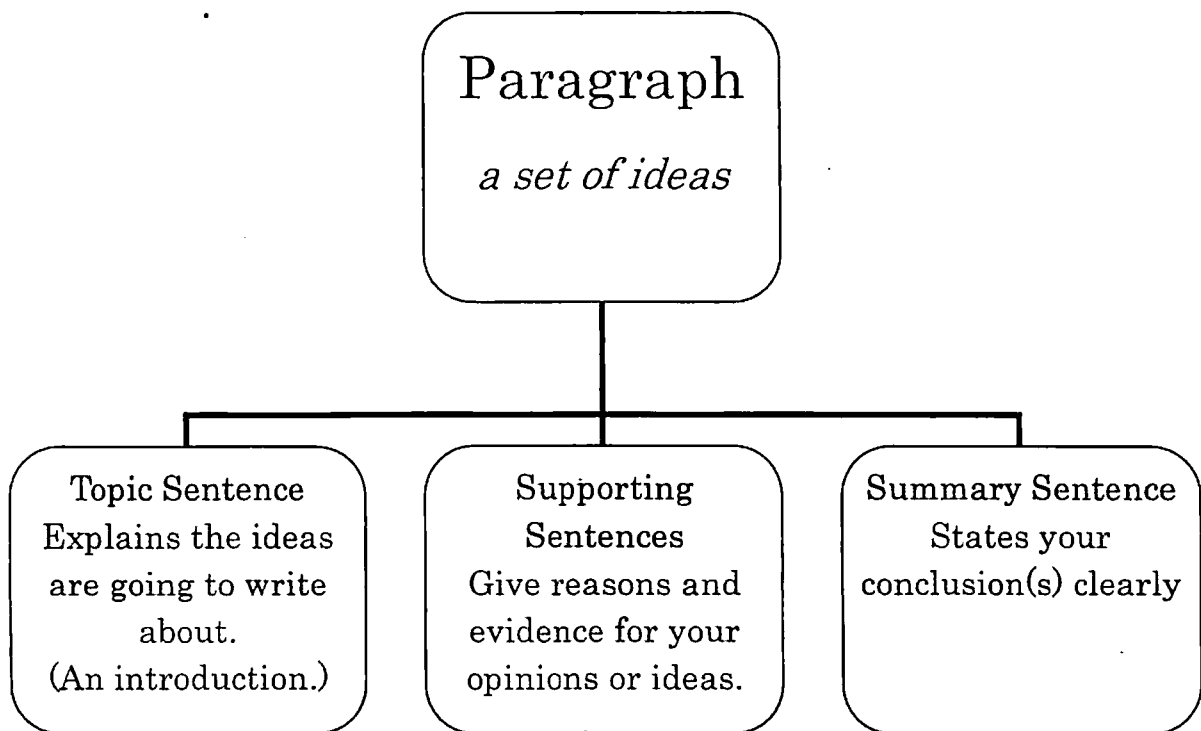 Paragraph
a set of ideas
Topic Sentence
Explains the ideas
are going to write
about.
(An introduction.)
Supporting
Sentences
Give reasons and
evidence for your
opinions or ideas.
Summary Sentence
States your
conclusion(s) clearly